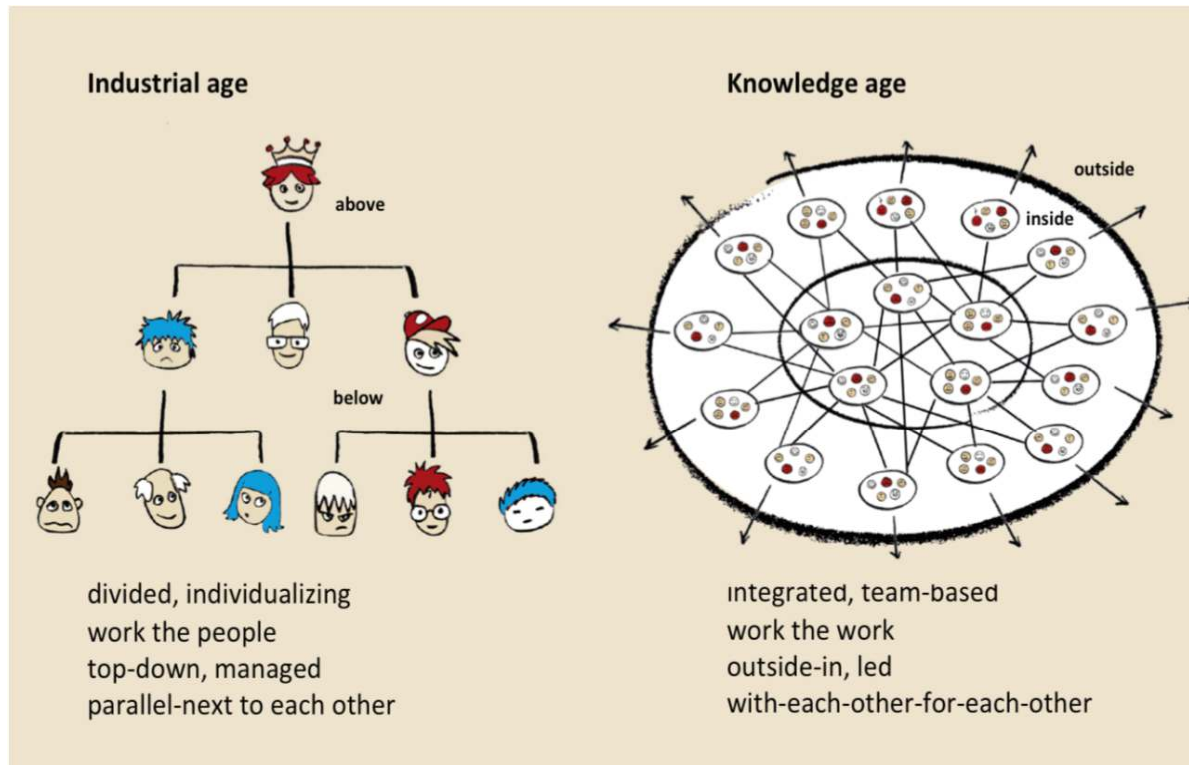 Industrial age
above
below
divided, individualizing
work the people
top-down, managed
parallel-next to each other
Knowledge age
outside
inside
integrated, team-based
work the work
outside-in, led
with-each-other-for-each-other